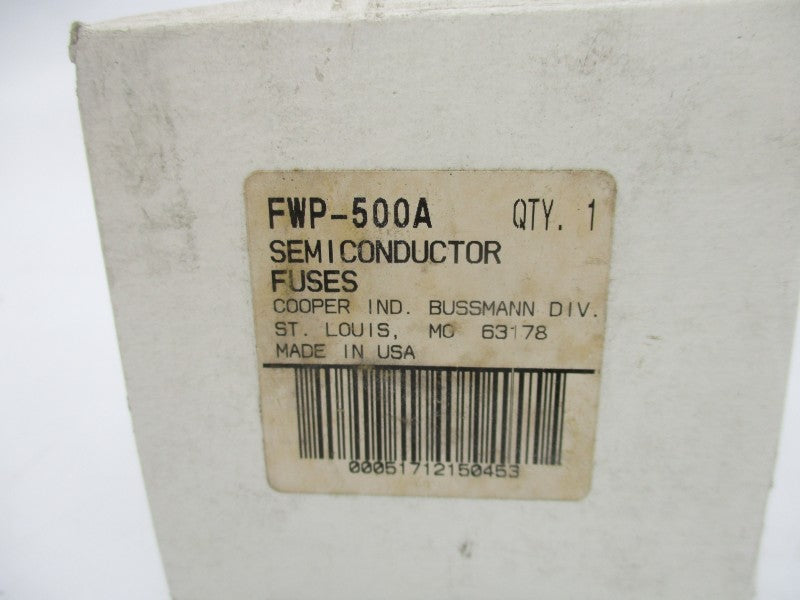 FWP-500A QTY. 1
SEMICONDUCTOR
FUSES
COOPER IND. BUSSMANN DIV.
ST. LOUIS, MO 63178
MADE IN USA
00051712150453